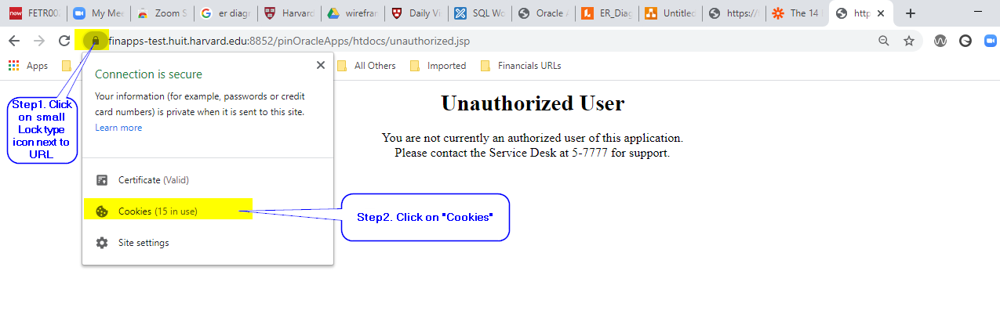 now FETR002 My Mee Zoom S er diagr Harvard wirefran Daily Vi SQL Wo Oracle A ER_Diag Untitled https://f The 14 http
finapps-test.huit.harvard.edu:8852/pinOracleApps/htdocs/unauthorized.jsp
Apps All Others Imported Financials URLs
Connection is secure
Your information (for example, passwords or credit
card numbers) is private when it is sent to this site.
Learn more
Certificate (Valid)
Cookies (15 in use)
Site settings
Step1. Click
on small
Lock type
icon next to
URL
Step2. Click on "Cookies"
Unauthorized User
You are not currently an authorized user of this application.
Please contact the Service Desk at 5-7777 for support.